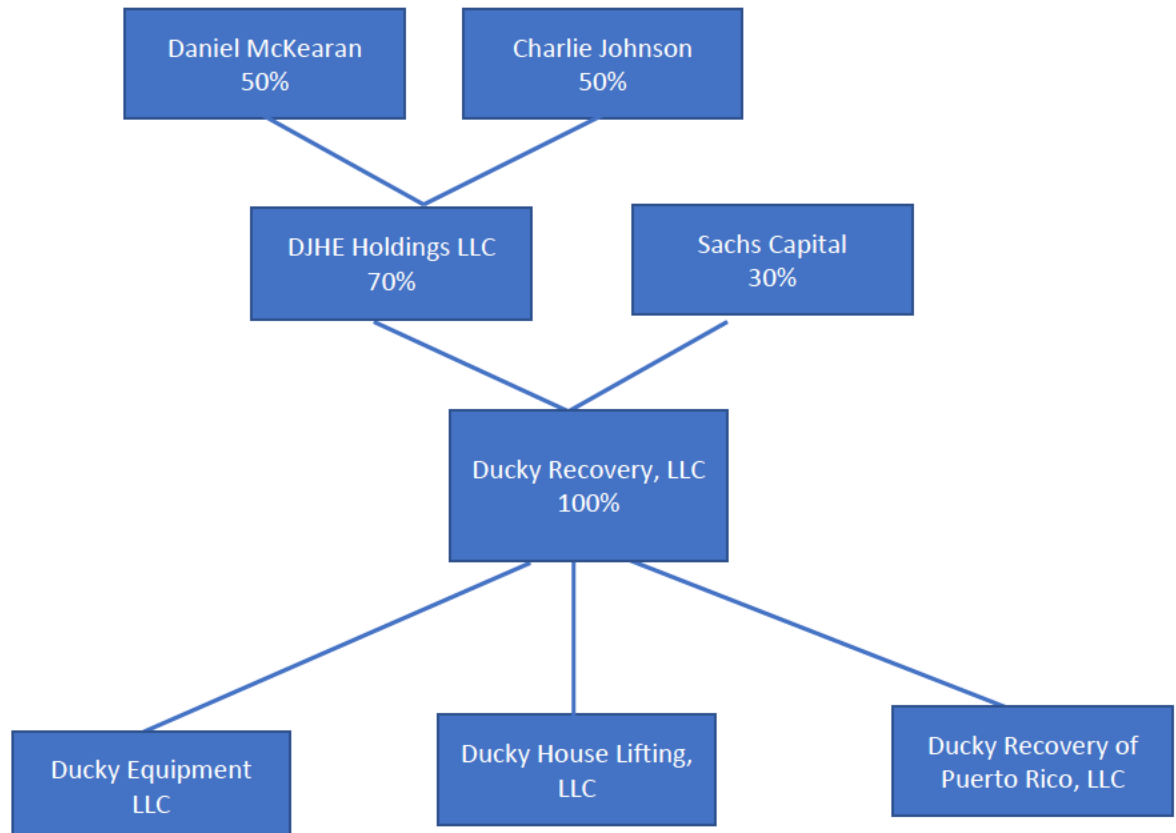 Daniel McKearan
50%
Charlie Johnson
50%
DJHE Holdings LLC
70%
Sachs Capital
30%
Ducky Recovery, LLC
100%
Ducky Equipment
LLC
Ducky House Lifting,
LLC
Ducky Recovery of
Puerto Rico, LLC